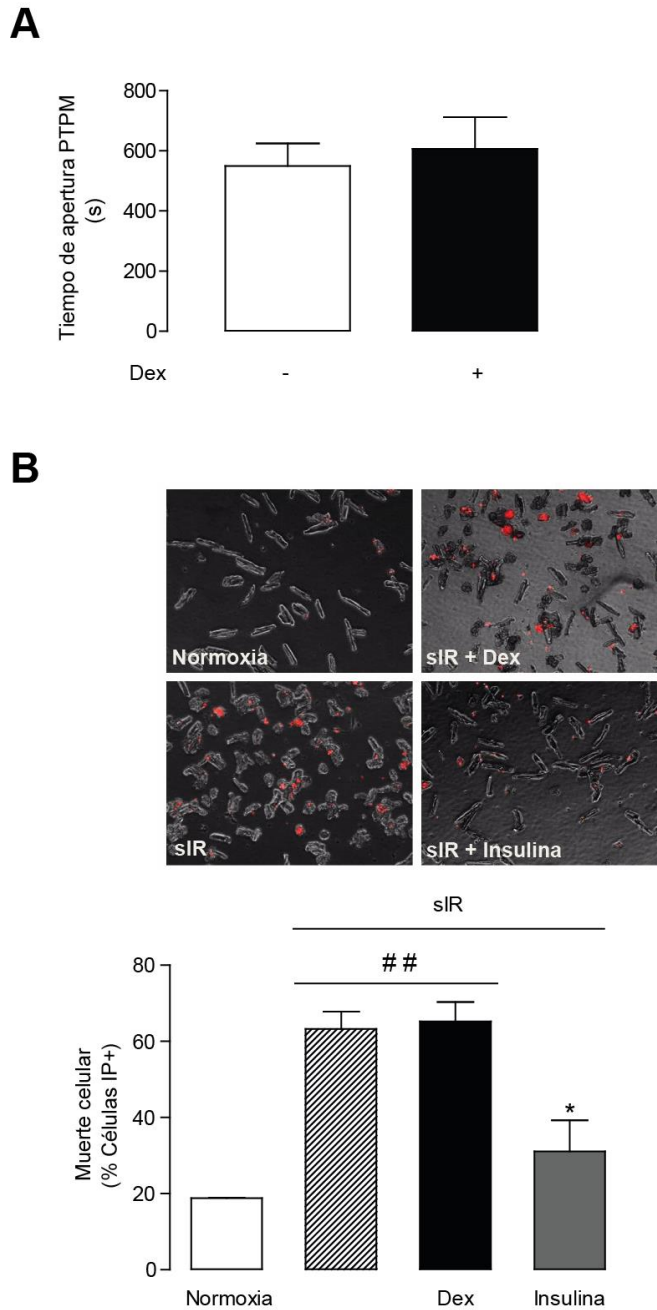 A
800
600
400
200
0
Tiempo de apertura PTPM
(s)
Dex - +
B
Normoxia
sIR + Dex
sIR
sIR + Insulina
sIR
##
*
80
60
40
20
0
Muerte celular
(% Células IP+)
Normoxia Dex Insulina